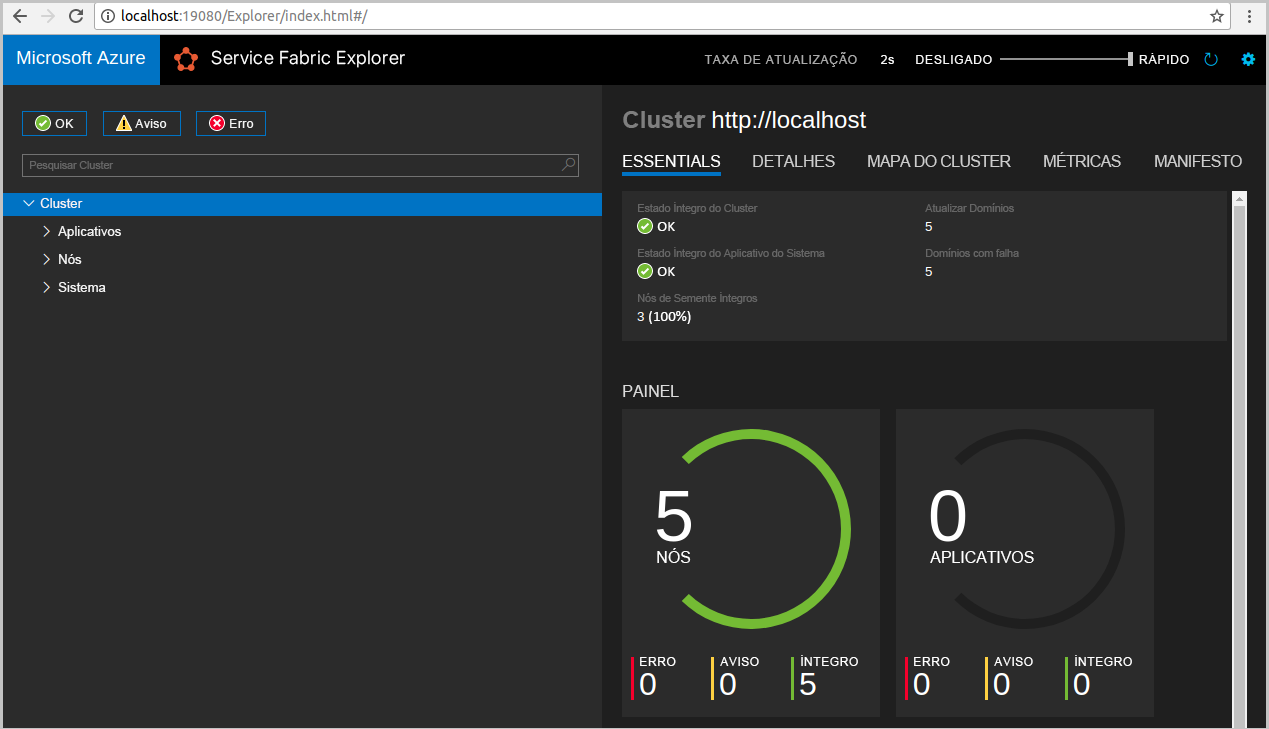 localhost:19080/Explorer/index.html#/
Microsoft Azure
Service Fabric Explorer
TAXA DE ATUALIZAÇÃO 2s DESLIGADO RÁPIDO
OK Aviso Erro
Pesquisar Cluster
Cluster
Aplicativos
Nós
Sistema
Cluster http://localhost
ESSENTIALS DETALHES MAPA DO CLUSTER MÉTRICAS MANIFESTO
Estado Íntegro do Cluster
OK
Atualizar Domínios
5
Estado Íntegro do Aplicativo do Sistema
OK
Domínios com falha
5
Nós de Semente Íntegros
3 (100%)
PAINEL
5
NÓS
ERRO AVISO ÍNTEGRO
0 0 5
0
APLICATIVOS
ERRO AVISO ÍNTEGRO
0 0 0